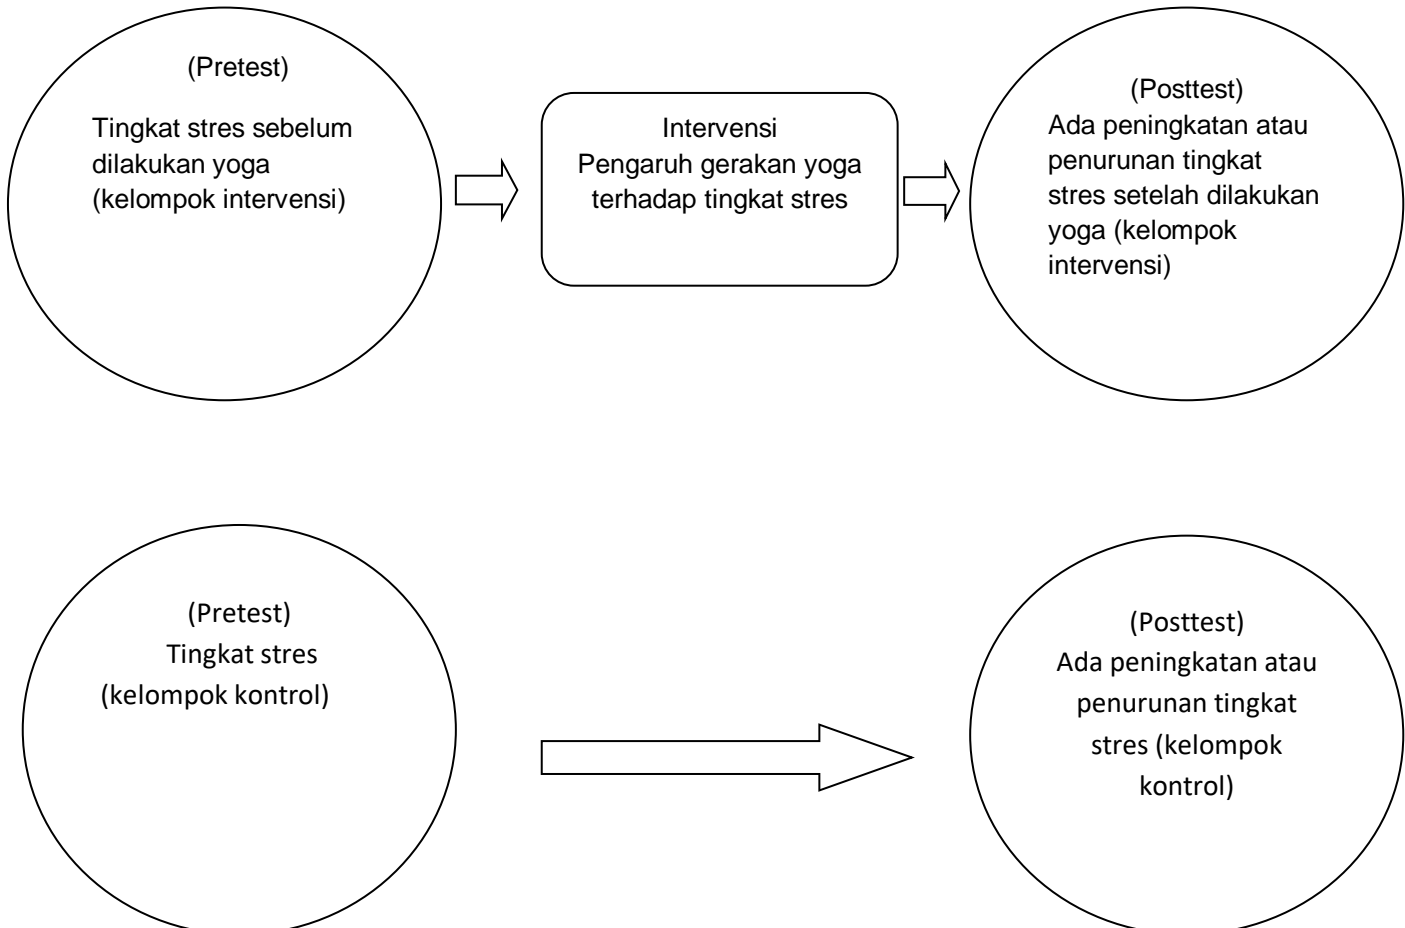 (Pretest)
Tingkat stres sebelum
dilakukan yoga
(kelompok intervensi)
Intervensi
Pengaruh gerakan yoga
terhadap tingkat stres
(Posttest)
Ada peningkatan atau
penurunan tingkat
stres setelah dilakukan
yoga (kelompok
intervensi)
(Pretest)
Tingkat stres
(kelompok kontrol)
(Posttest)
Ada peningkatan atau
penurunan tingkat
stres (kelompok
kontrol)